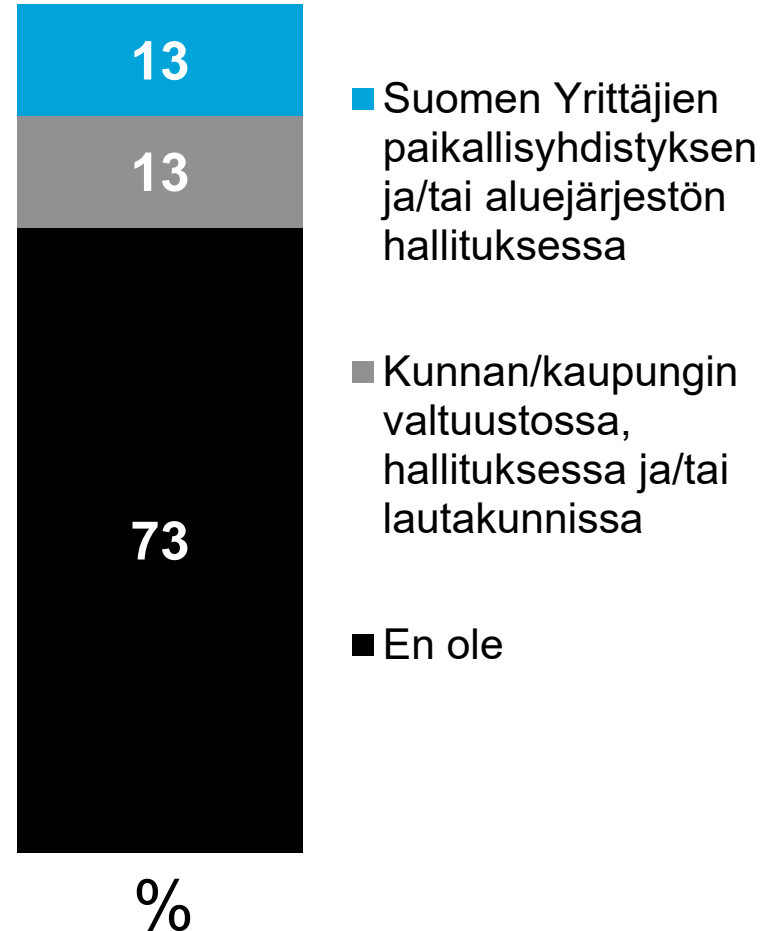 13
13
73
%
Suomen Yrittäjien
paikallisyhdistyksen
ja/tai aluejärjestön
hallituksessa
Kunnan/kaupungin
valtuustossa,
hallituksessa ja/tai
lautakunnissa
En ole